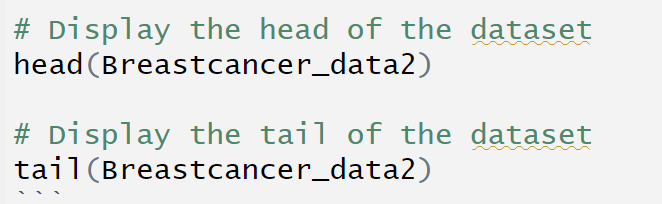 # Display the head of the dataset
head(Breastcancer_data2)
# Display the tail of the dataset
tail(Breastcancer_data2)
```